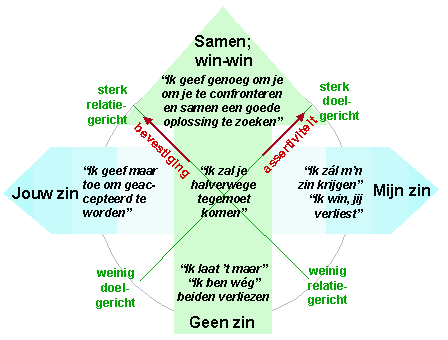 Samen;
win-win
“Ik geef genoeg om je
om je te confronteren
en samen een goede
oplossing te zoeken”
sterk
relatie-
gericht
sterk
doel-
gericht
bevestiging
assertiviteit
Jouw zin
“Ik geef maar
toe om geac-
cepteerd te
worden”
“Ik zal je
halverwege
tegemoet
komen”
“Ik zál m’n
zin krijgen”
“Ik win, jij
verliest”
Mijn zin
weinig
doel-
gericht
“Ik laat ’t maar”
“Ik ben wég”
beiden verliezen
weinig
relatie-
gericht
Geen zin